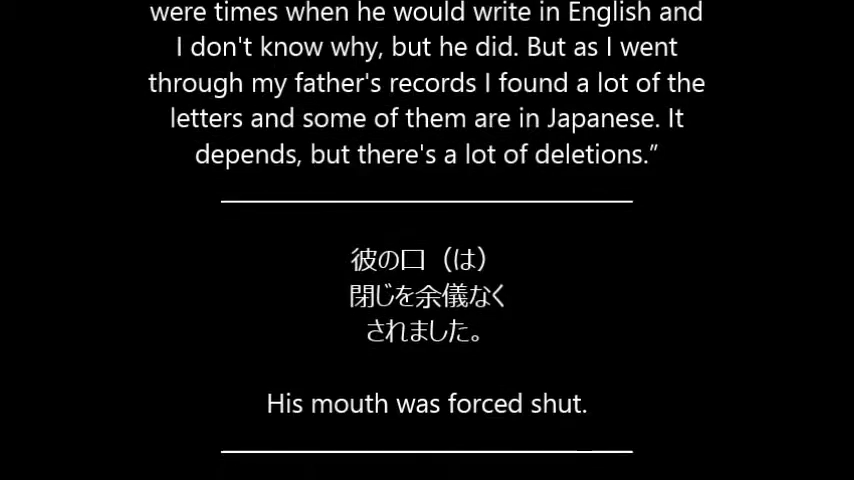 were times when he would write in English and
I don't know why, but he did. But as I went
through my father's records I found a lot of the
letters and some of them are in Japanese. It
depends, but there's a lot of deletions.”
彼の口（は）
閉じを余儀なく
されました。
His mouth was forced shut.